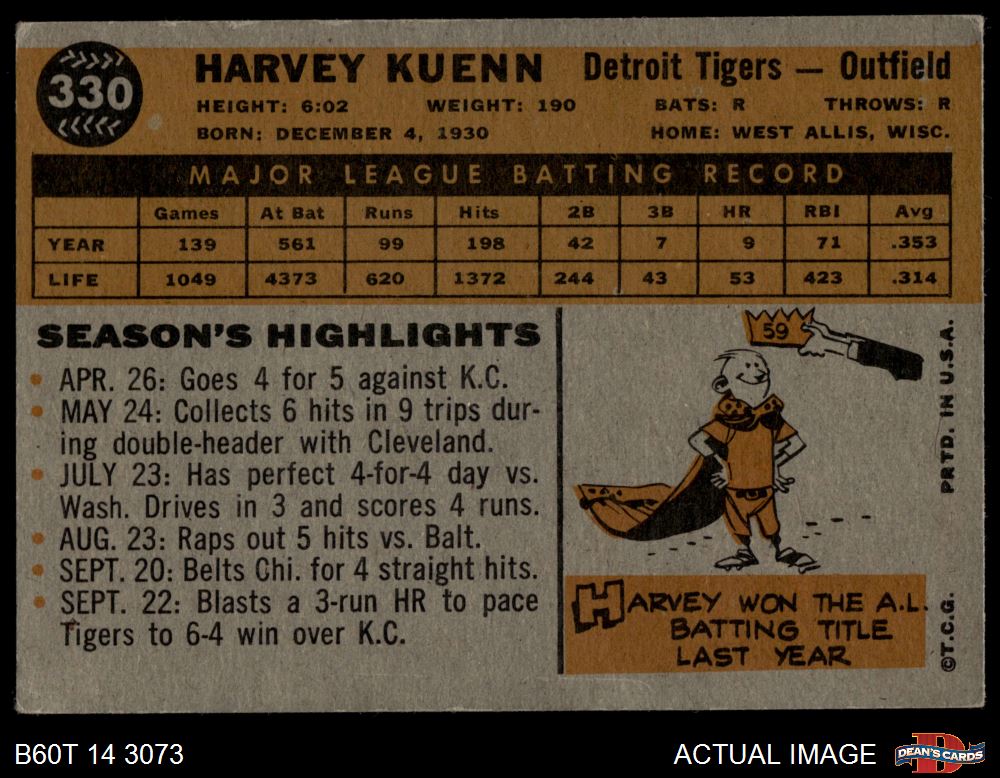 330
HARVEY KUENN Detroit Tigers — Outfield
HEIGHT: 6:02 WEIGHT: 190 BATS: R THROWS: R
BORN: DECEMBER 4, 1930 HOME: WEST ALLIS, WISC.
MAJOR LEAGUE BATTING RECORD
Games At Bat Runs Hits 2B 3B HR RBI Avg
YEAR 139 561 99 198 42 7 9 71 .353
LIFE 1049 4373 620 1372 244 43 53 423 .314
SEASON'S HIGHLIGHTS
• APR. 26: Goes 4 for 5 against K.C.
• MAY 24: Collects 6 hits in 9 trips dur-
ing double-header with Cleveland.
• JULY 23: Has perfect 4-for-4 day vs.
Wash. Drives in 3 and scores 4 runs.
• AUG. 23: Raps out 5 hits vs. Balt.
• SEPT. 20: Belts Chi. for 4 straight hits.
• SEPT. 22: Blasts a 3-run HR to pace
Tigers to 6-4 win over K.C.
59
HARVEY WON THE A.L.
BATTING TITLE
LAST YEAR
PRTD. IN U.S.A.
©T.C.G.
B60T 14 3073 ACTUAL IMAGE
D
DEAN'S CARDS